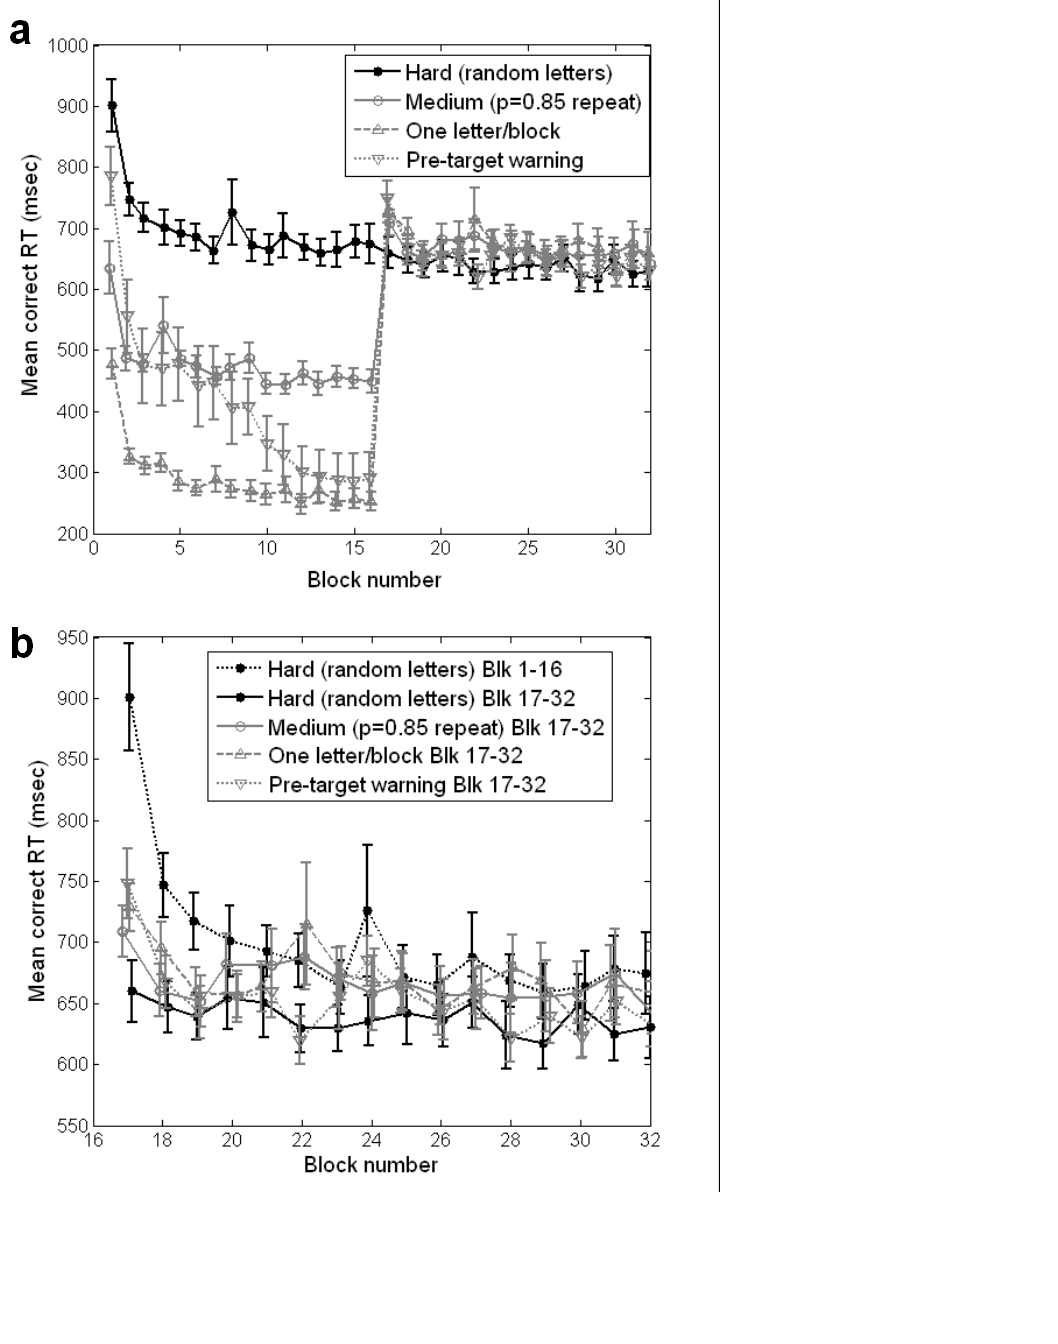 a
1000
900
800
700
600
500
400
300
200
Mean correct RT (msec)
Hard (random letters)
Medium (p=0.85 repeat)
One letter/block
Pre-target warning
0 5 10 15 20 25 30
Block number
b
950
900
850
800
750
700
650
600
550
Mean correct RT (msec)
Hard (random letters) Blk 1-16
Hard (random letters) Blk 17-32
Medium (p=0.85 repeat) Blk 17-32
One letter/block Blk 17-32
Pre-target warning Blk 17-32
16 18 20 22 24 26 28 30 32
Block number